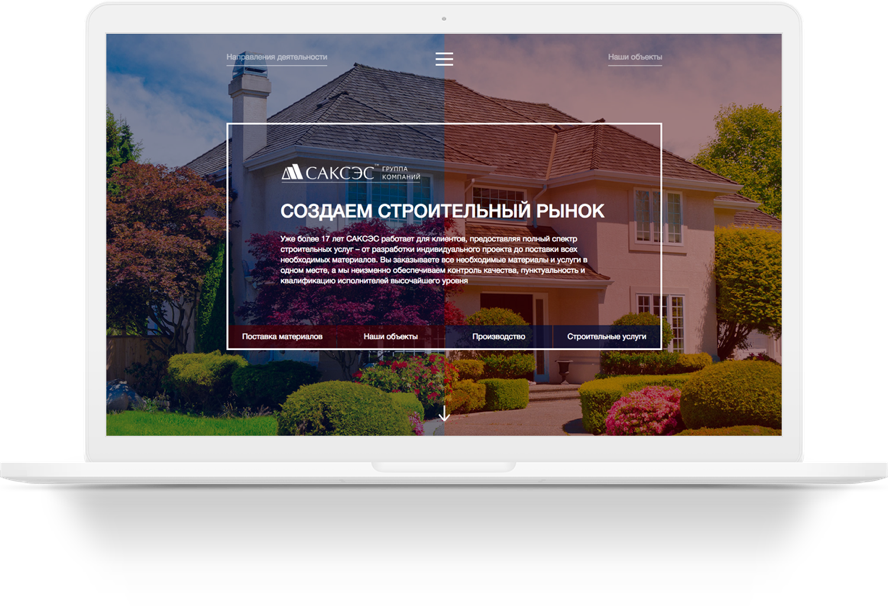 Направления деятельности
Наши объекты
САКСЭС™ ГРУППА
КОМПАНИЙ
СОЗДАЕМ СТРОИТЕЛЬНЫЙ РЫНОК
Уже более 17 лет САКСЭС работает для клиентов, предоставляя полный спектр
строительных услуг – от разработки индивидуального проекта до поставки всех
необходимых материалов. Вы заказываете все необходимые материалы и услуги в
одном месте, а мы неизменно обеспечиваем контроль качества, пунктуальность и
квалификацию исполнителей высочайшего уровня
Поставка материалов
Наши объекты
Производство
Строительные услуги